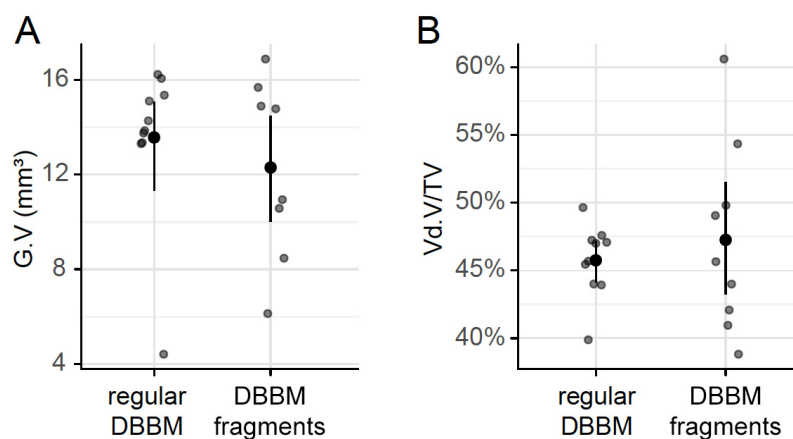 A
G.V (mm³)
16
12
8
4
regular
DBBM
DBBM
fragments
B
Vd.V/TV
60%
55%
50%
45%
40%
regular
DBBM
DBBM
fragments